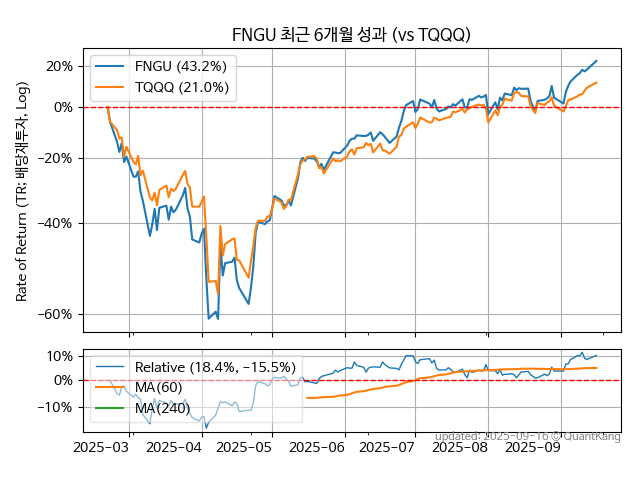 FNGU 최근 6개월 성과 (vs TQQQ)
FNGU (43.2%)
TQQQ (21.0%)
20%
0%
−20%
−40%
−60%
Rate of Return (TR: 배당재투자, Log)
Relative (18.4%, −15.5%)
MA(60)
MA(240)
10%
0%
−10%
2025−03 2025−04 2025−05 2025−06 2025−07 2025−08 2025−09
updated: 2025-09-16 © QuantKang